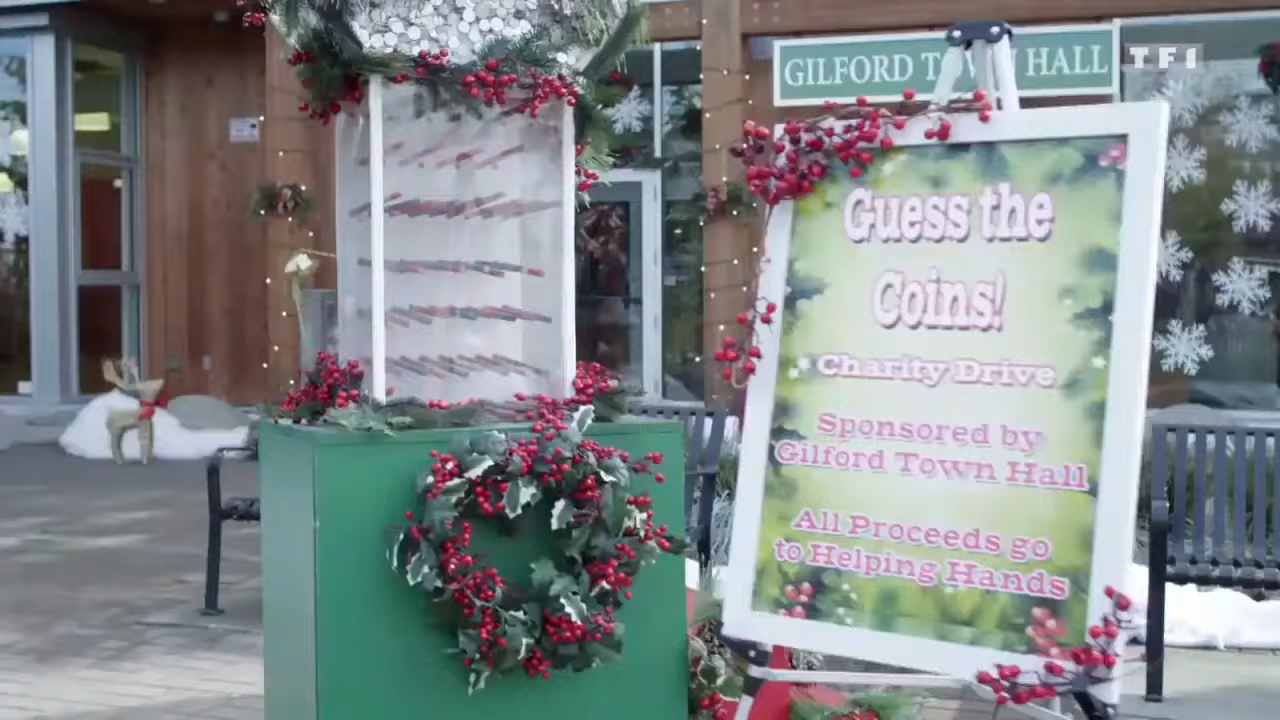 GILFORD TOWN HALL
TF1
Guess the
Coins!
Charity Drive
Sponsored by
Gilford Town Hall
All Proceeds go
to Helping Hands